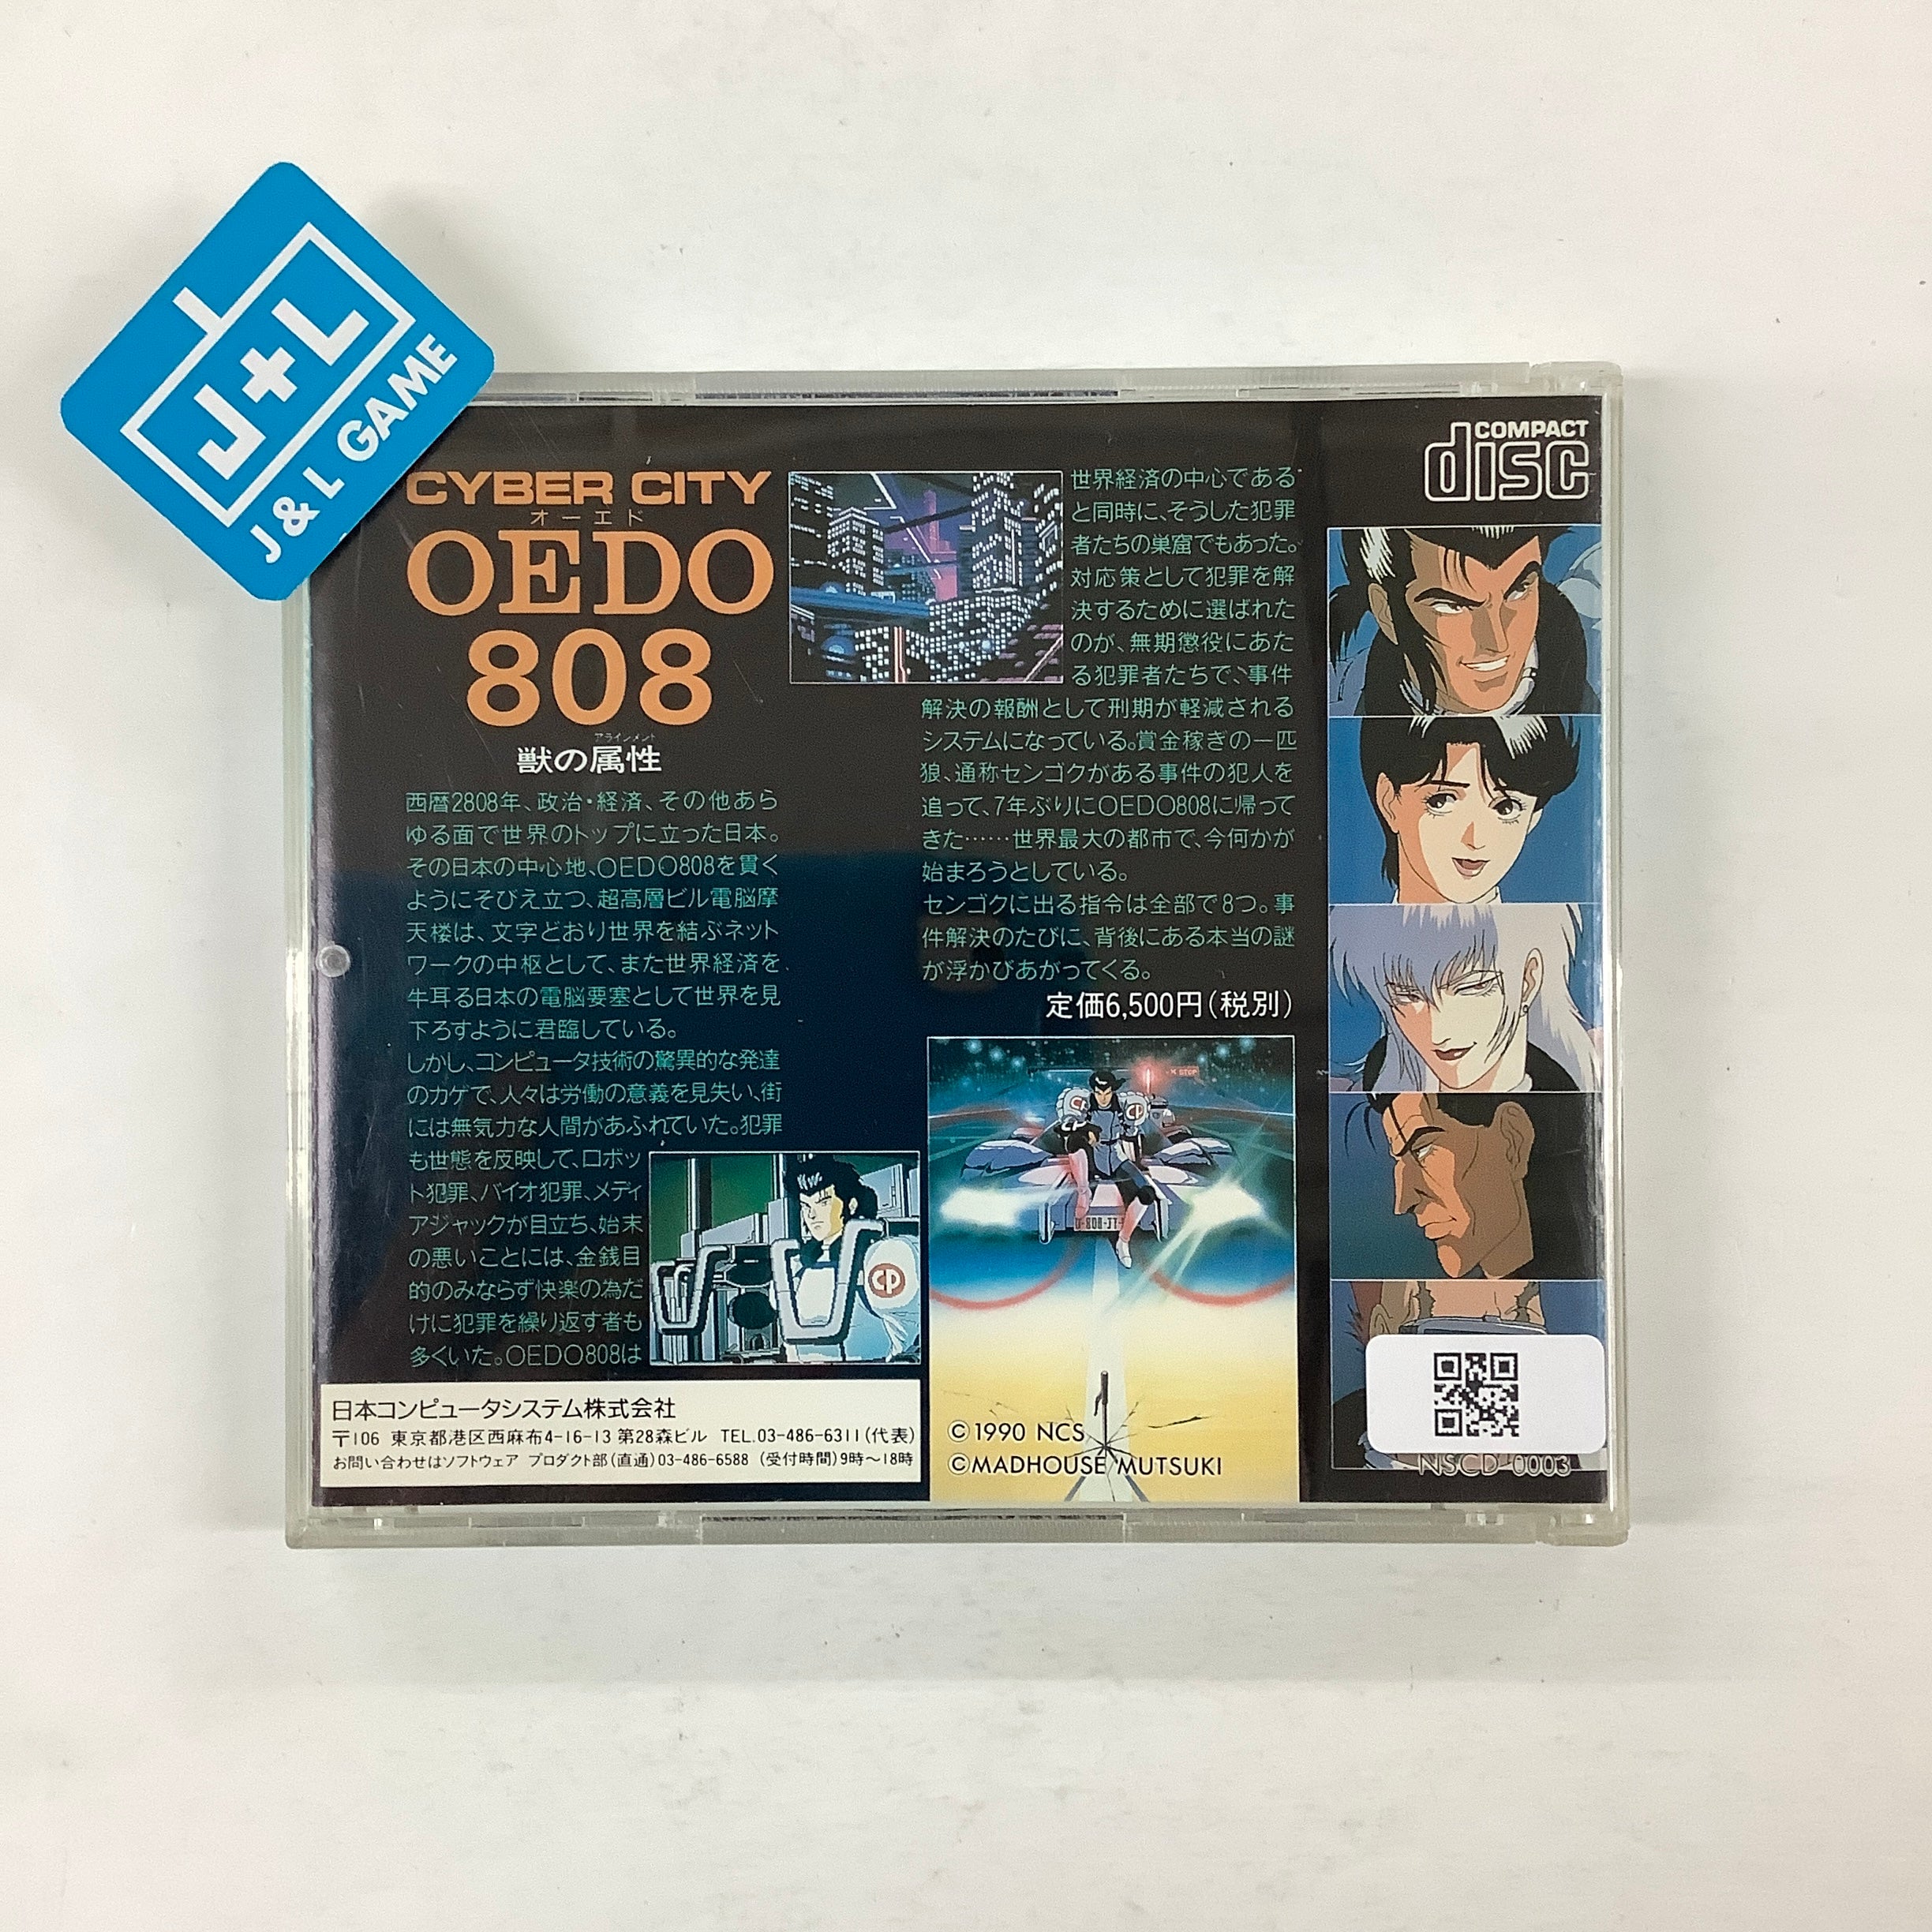 J+L
J&L GAME
COMPACT
disc
CYBER CITY
オーエド
OEDO
808
アラインメント
獣の属性
西暦2808年、政治・経済、その他あら
ゆる面で世界のトップに立った日本。
その日本の中心地、OEDO808を貫く
ようにそびえ立つ、超高層ビル電脳摩
天楼は、文字どおり世界を結ぶネット
ワークの中枢として、また世界経済を
牛耳る日本の電脳要塞として世界を見
下ろすように君臨している。
しかし、コンピュータ技術の驚異的な発達
のカゲで、人々は労働の意義を見失い、街
には無気力な人間があふれていた。犯罪
も世態を反映して、ロボッ
ト犯罪、バイオ犯罪、メディ
アジャックが目立ち、始末
の悪いことには、金銭目
的のみならず快楽の為だ
けに犯罪を繰り返す者も
多くいた。OEDO808は
世界経済の中心である
と同時に、そうした犯罪
者たちの巣窟でもあった。
対応策として犯罪を解
決するために選ばれた
のが、無期懲役にあた
る犯罪者たちで、事件
解決の報酬として刑期が軽減される
システムになっている。賞金稼ぎの一匹
狼、通称センゴクがある事件の犯人を
追って、7年ぶりにOEDO808に帰って
きた……世界最大の都市で、今何かが
始まろうとしている。
センゴクに出る指令は全部で8つ。事
件解決のたびに、背後にある本当の謎
が浮かびあがってくる。
定価6,500円(税別)
CP
CP
CP
©1990 NCS
©MADHOUSE MUTSUKI
日本コンピュータシステム株式会社
〒106 東京都港区西麻布4-16-13 第28森ビル TEL.03-486-6311(代表)
お問い合わせはソフトウェア プロダクト部(直通)03-486-6588 (受付時間)9時〜18時
NSCD 0003